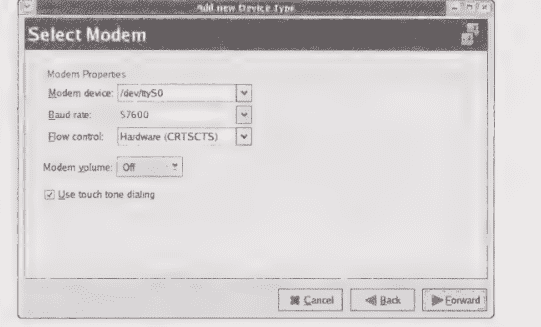 Add new Device Type
Select Modem
Modem Properties
Modem device: /dev/ttyS0
Baud rate: 57600
Flow control: Hardware (CRTSCTS)
Modem volume: Off
Use touch tone dialing
Cancel Back Forward